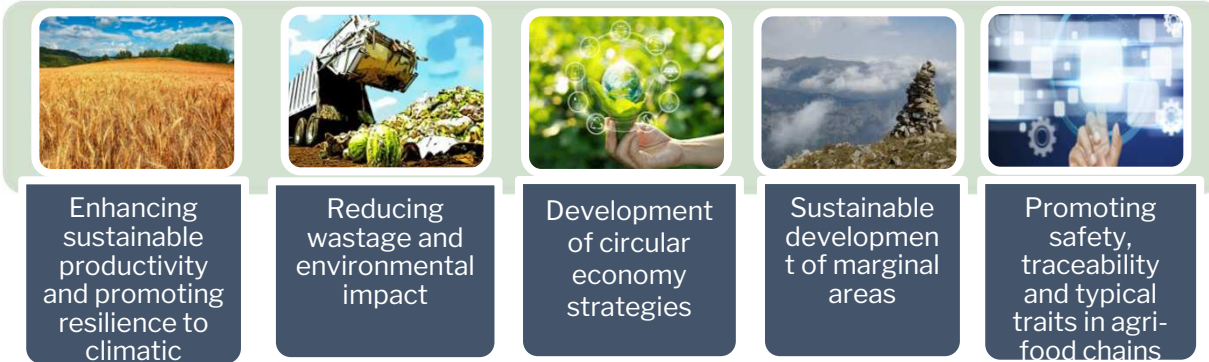 Enhancing
sustainable
productivity
and promoting
resilience to
climatic
Reducing
wastage and
environmental
impact
Development
of circular
economy
strategies
Sustainable
developmen
t of marginal
areas
Promoting
safety,
traceability
and typical
traits in agri-
food chains